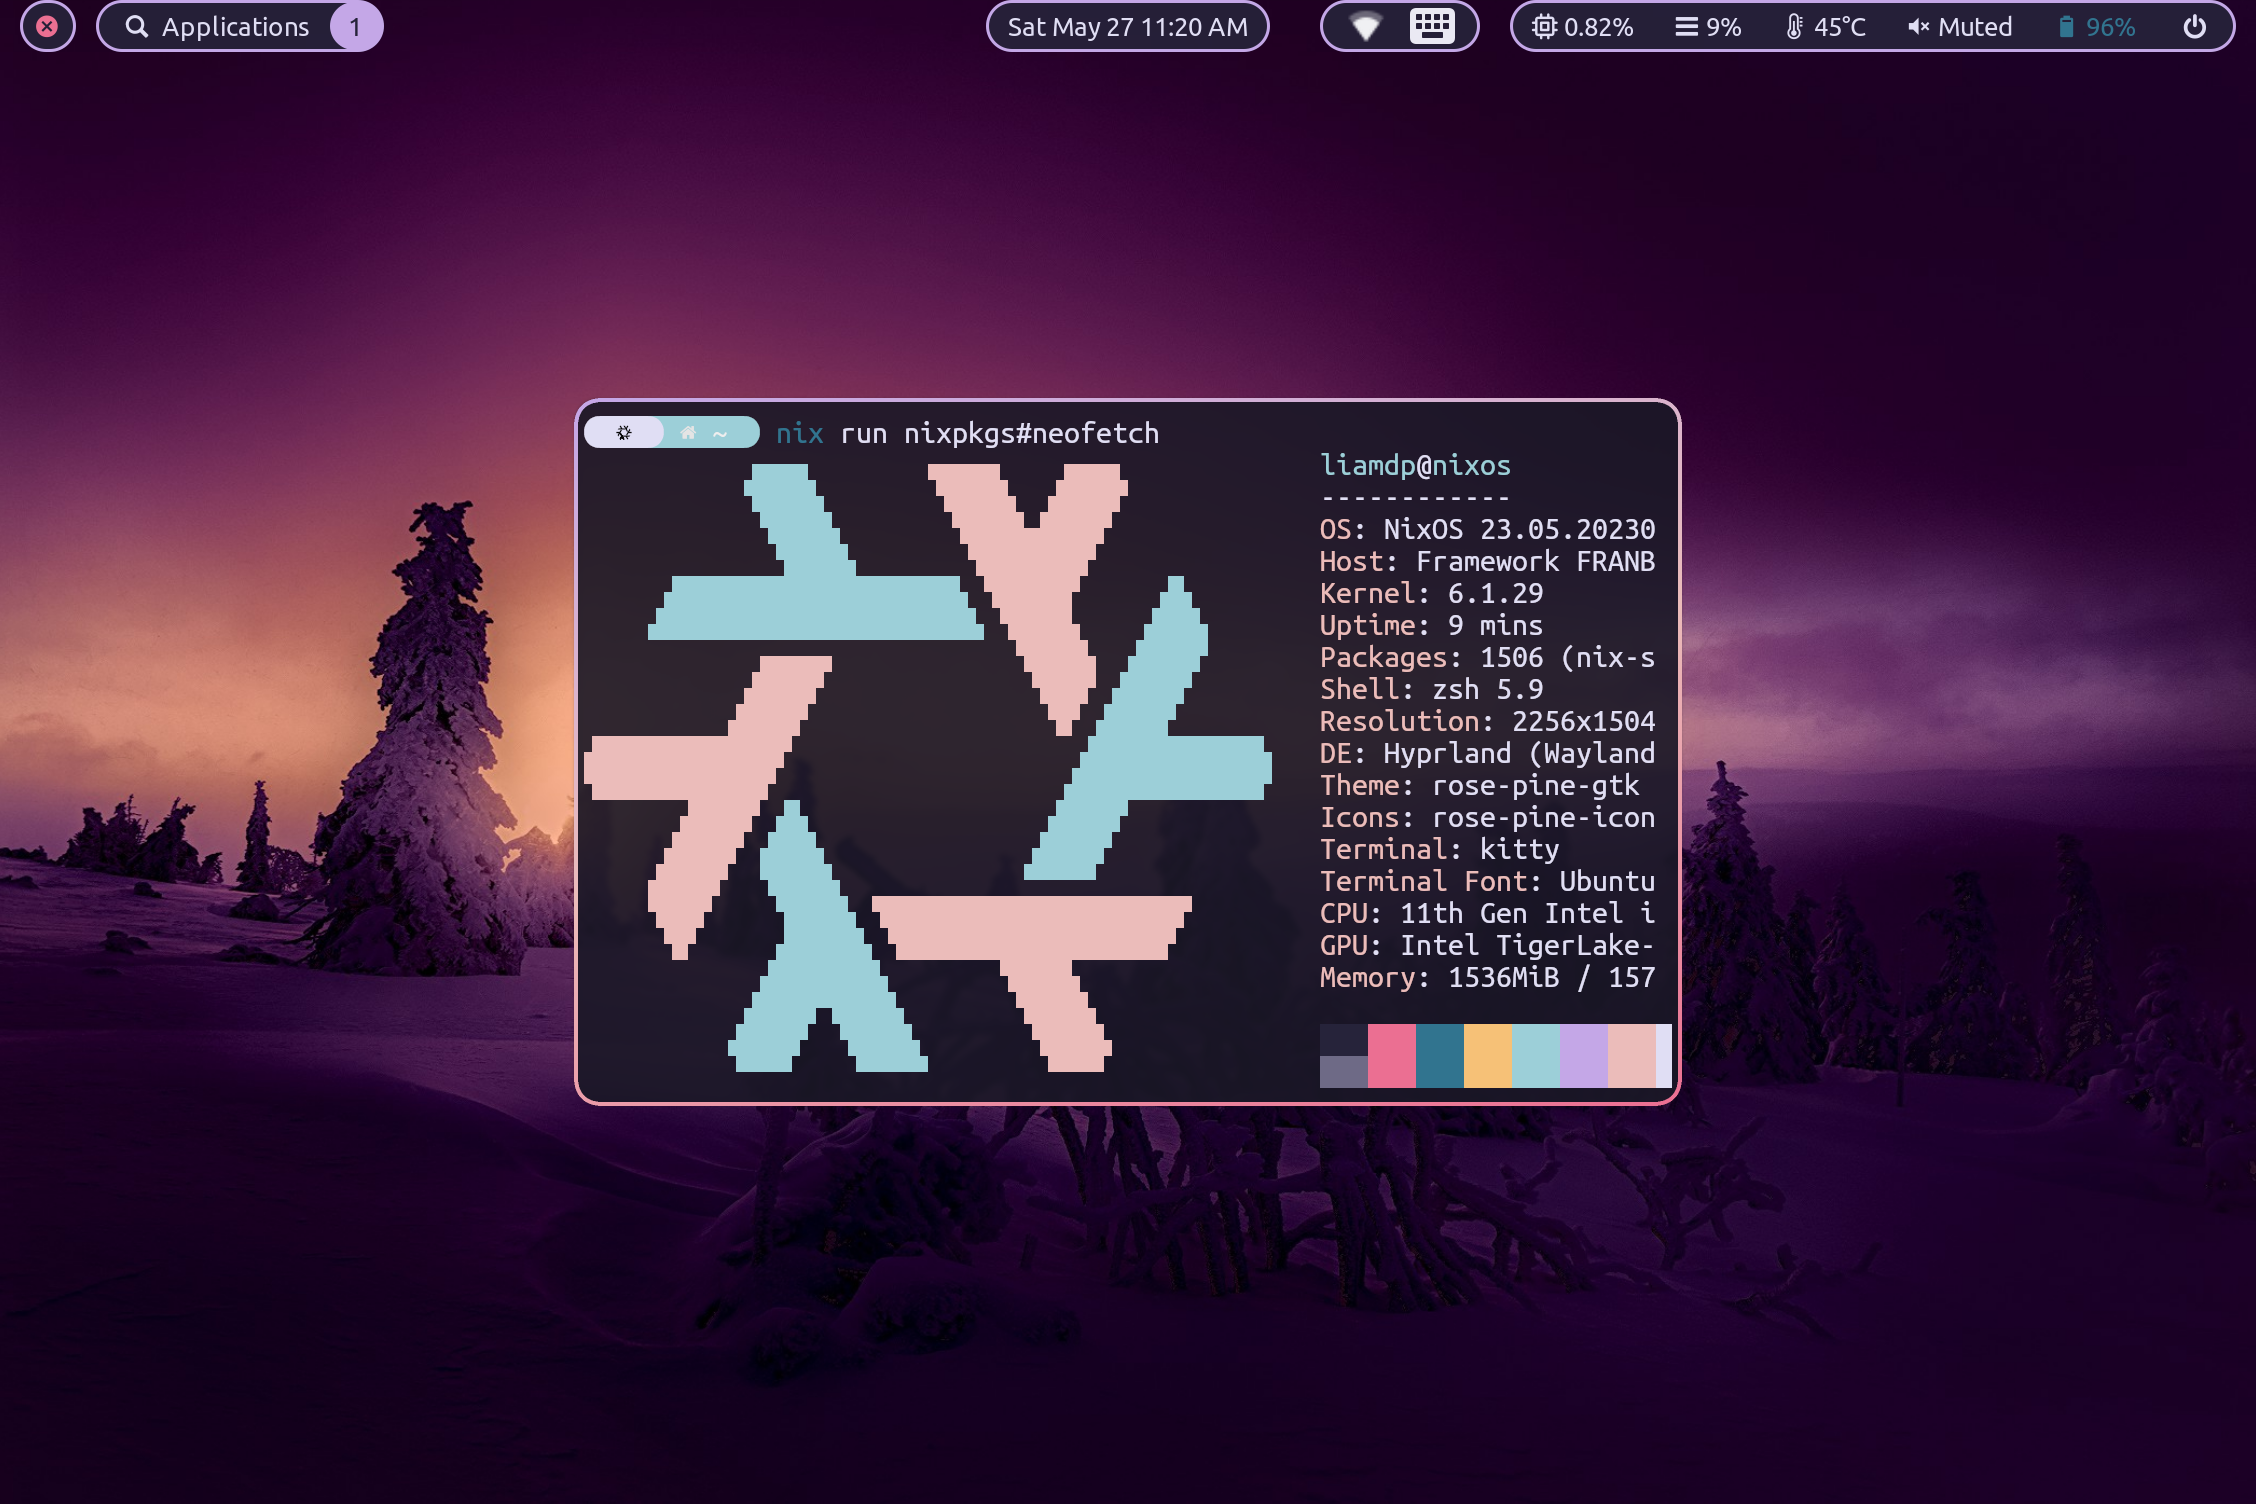 Applications 1
Sat May 27 11:20 AM
0.82% 9% 45°C Muted 96%
~ nix run nixpkgs#neofetch
liamdp@nixos
------------
OS: NixOS 23.05.20230
Host: Framework FRANB
Kernel: 6.1.29
Uptime: 9 mins
Packages: 1506 (nix-s
Shell: zsh 5.9
Resolution: 2256x1504
DE: Hyprland (Wayland
Theme: rose-pine-gtk
Icons: rose-pine-icon
Terminal: kitty
Terminal Font: Ubuntu
CPU: 11th Gen Intel i
GPU: Intel TigerLake-
Memory: 1536MiB / 157